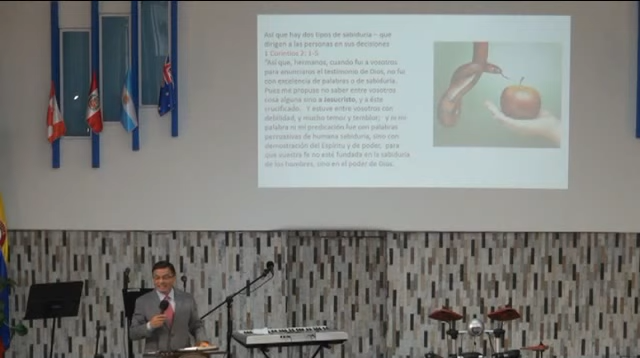 Así que hay dos tipos de sabiduría – que
dirigen a las personas en sus decisiones
1 Corintios 2: 1-5
"Así que, hermanos, cuando fui a vosotros
para anunciaros el testimonio de Dios, no fui
con excelencia de palabras o de sabiduría.
Pues me propuse no saber entre vosotros
cosa alguna sino a Jesucristo, y a éste
crucificado. Y estuve entre vosotros con
debilidad, y mucho temor y temblor; y ni mi
palabra ni mi predicación fue con palabras
persuasivas de humana sabiduría, sino con
demostración del Espíritu y de poder, para
que vuestra fe no esté fundada en la sabiduría
de los hombres, sino en el poder de Dios.